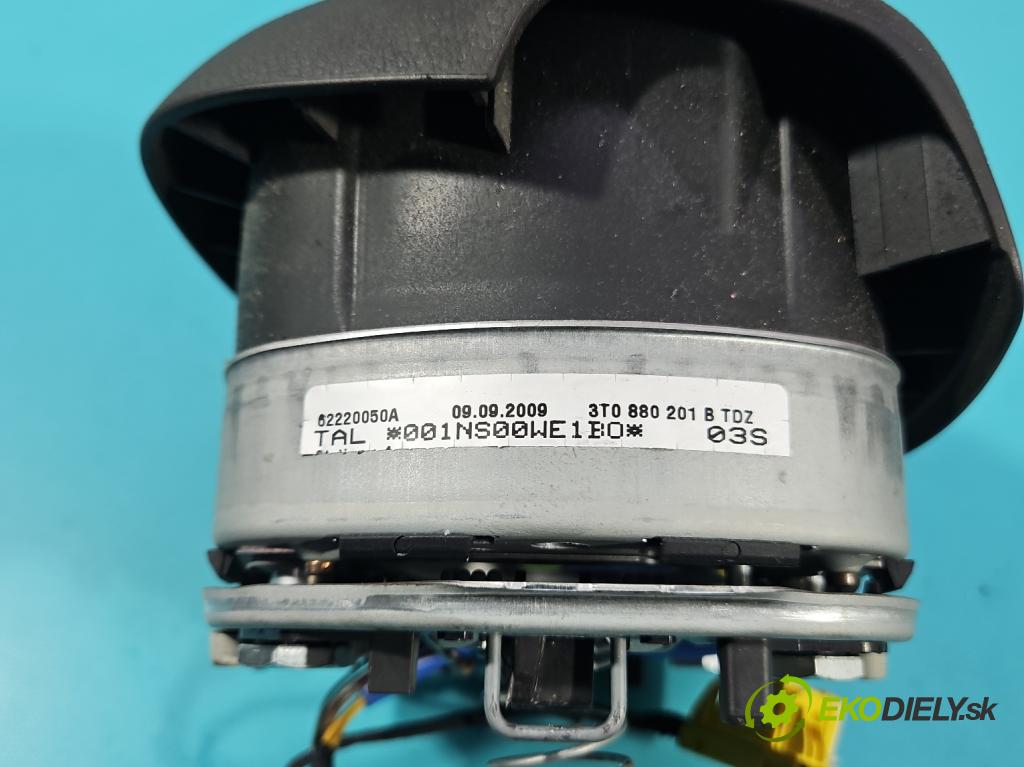 62220050A 09.09.2009 3T0 880 201 B TDZ
TAL *001NS00WE1BO* 03S
EKODIELY.sk